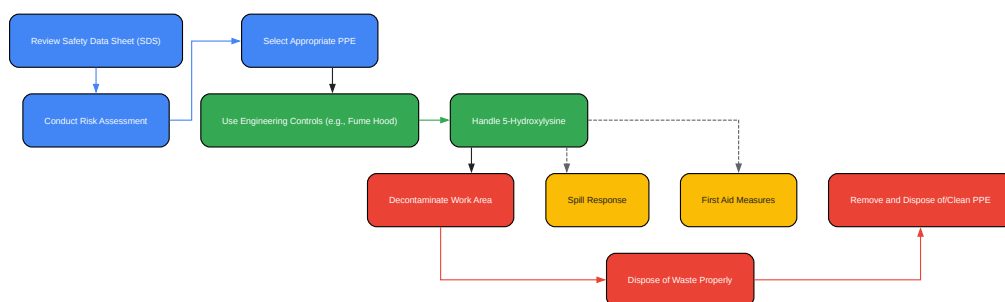 Review Safety Data Sheet (SDS)
Select Appropriate PPE
Conduct Risk Assessment
Use Engineering Controls (e.g., Fume Hood)
Handle 5-Hydroxylysine
Decontaminate Work Area
Spill Response
First Aid Measures
Remove and Dispose of/Clean PPE
Dispose of Waste Properly